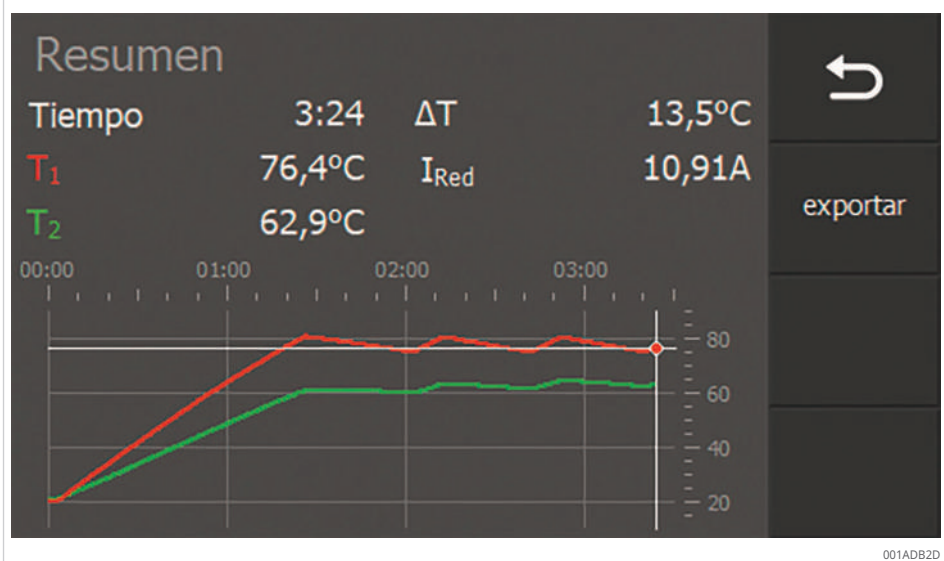 Resumen
Tiempo 3:24 ΔT 13,5°C
T1 76,4°C IRed 10,91A
T2 62,9°C
exportar
00:00 01:00 02:00 03:00
80
60
40
20
001ADB2D